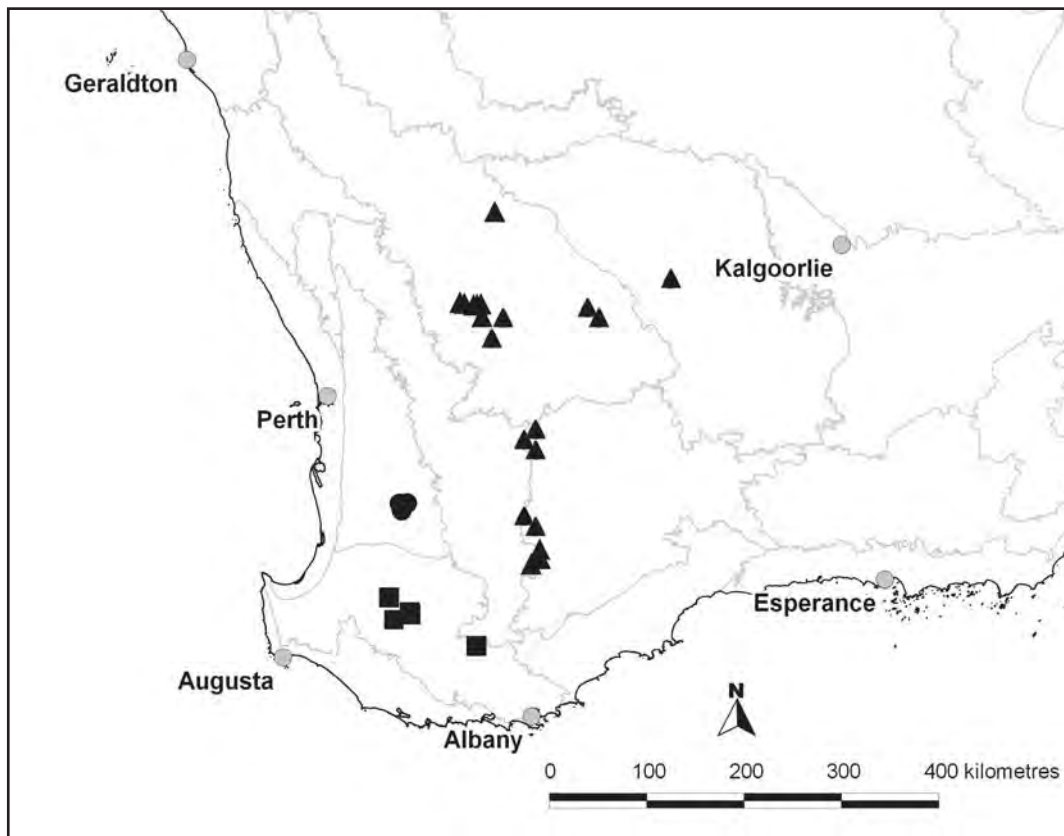 Geraldton
Kalgoorlie
Perth
Esperance
Augusta
Albany
N
0 100 200 300 400 kilometres